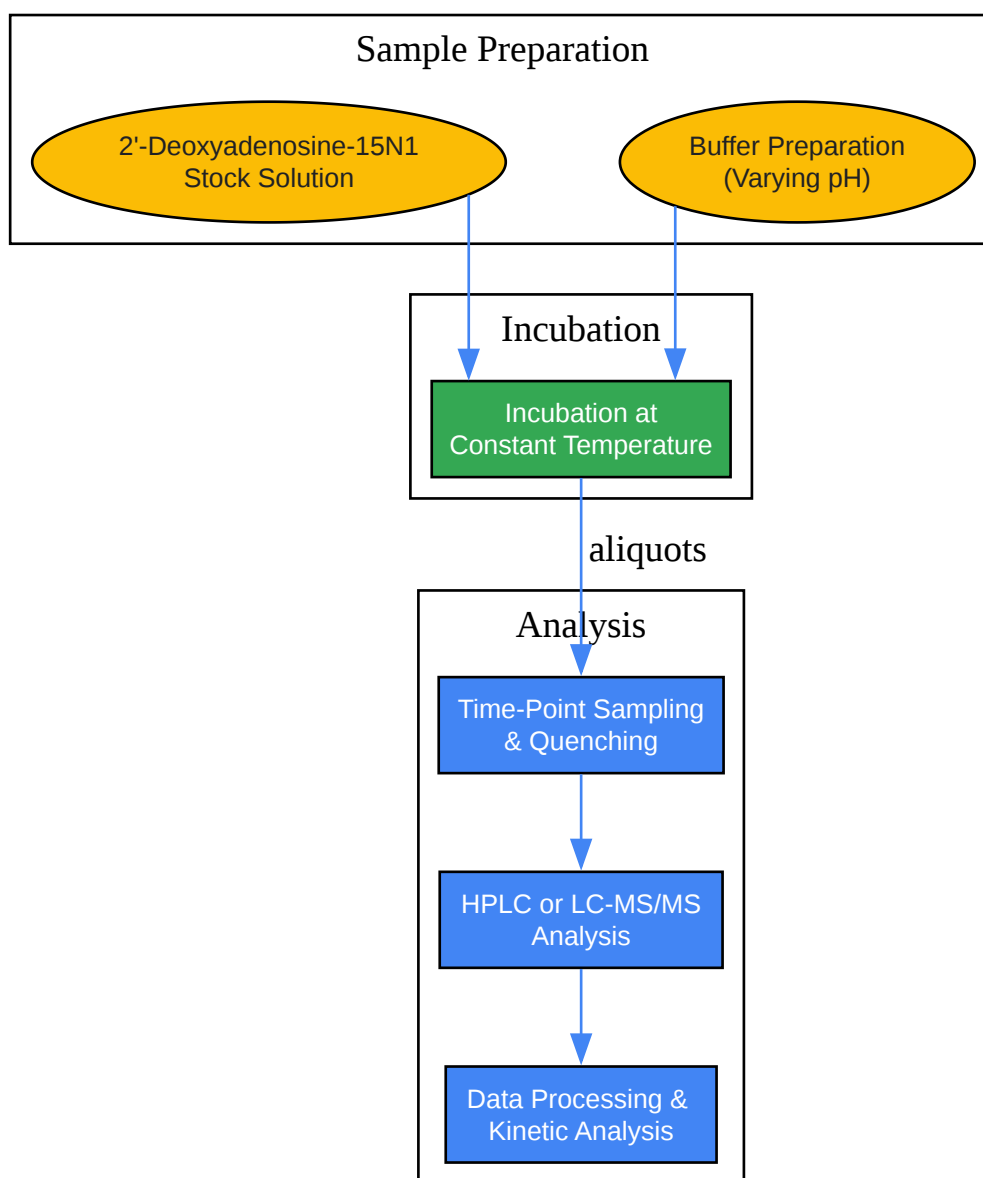 Sample Preparation
2'-Deoxyadenosine-15N1
Stock Solution
Buffer Preparation
(Varying pH)
Incubation
Incubation at
Constant Temperature
aliquots
Analysis
Time-Point Sampling
& Quenching
HPLC or LC-MS/MS
Analysis
Data Processing &
Kinetic Analysis